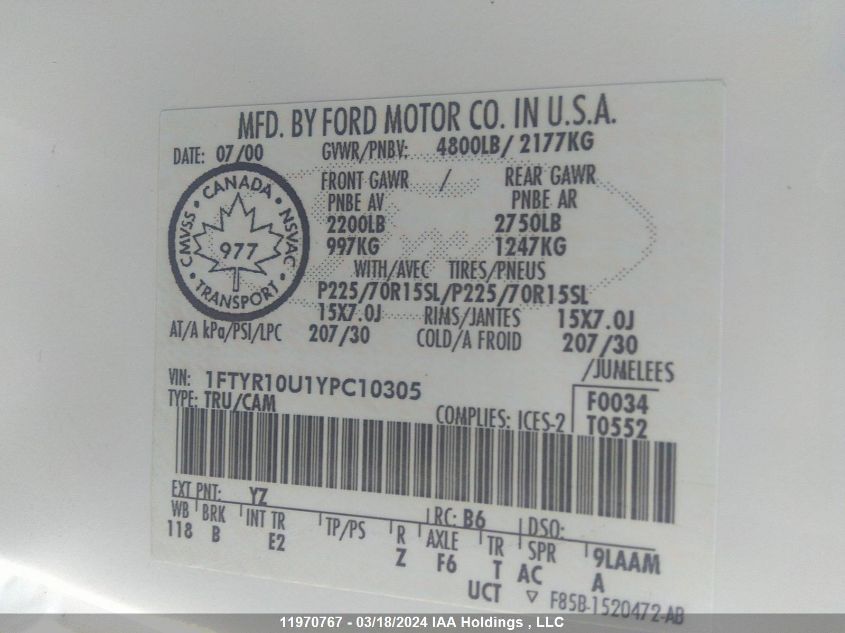 MFD. BY FORD MOTOR CO. IN U.S.A.
DATE: 07/00 GVWR/PNBV: 4800LB/ 2177KG
FRONT GAWR / REAR GAWR
PNBE AV PNBE AR
2200LB 2750LB
997KG 1247KG
WITH/AVEC TIRES/PNEUS
P225/70R15SL/P225/70R15SL
15X7.0J RIMS/JANTES 15X7.0J
AT/A kPa/PSI/LPC 207/30 COLD/A FROID 207/30
CANADA
CMVSS
NSVAC
977
TRANSPORT
/JUMELEES
VIN: 1FTYR10U1YPC10305
F0034
TYPE: TRU/CAM COMPLIES: ICES-2 T0552
EXT PNT: YZ RC: B6 DSO:
WB BRK INT TR TP/PS R AXLE TR SPR 9LAAM
118 B E2 Z F6 T AC A
UCT ▽ F85B-1520472-AB
11970767 - 03/18/2024 IAA Holdings , LLC